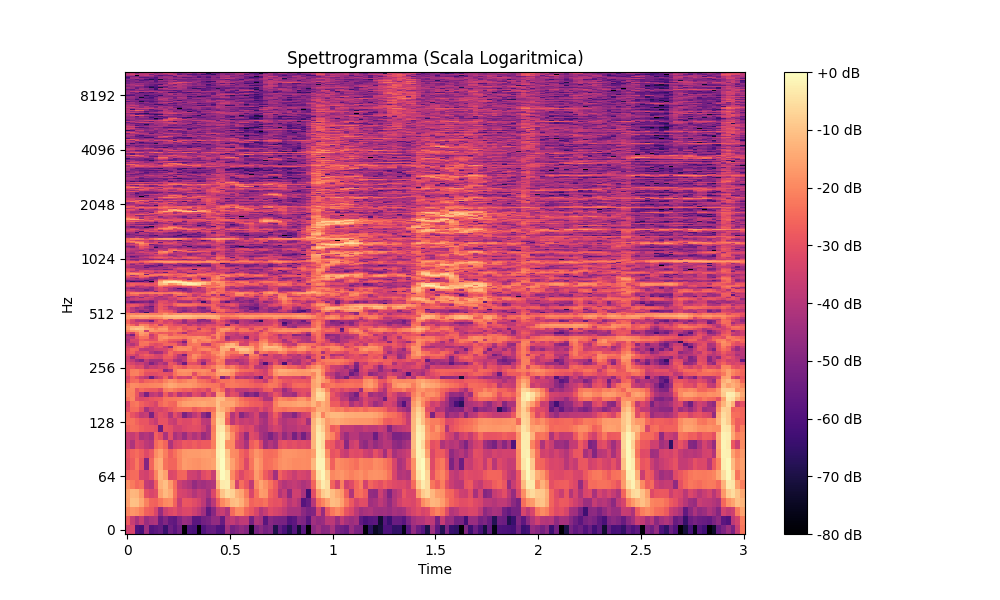 Spettrogramma (Scala Logaritmica)
Hz
8192
4096
2048
1024
512
256
128
64
0
0 0.5 1 1.5 2 2.5 3
Time
+0 dB
-10 dB
-20 dB
-30 dB
-40 dB
-50 dB
-60 dB
-70 dB
-80 dB